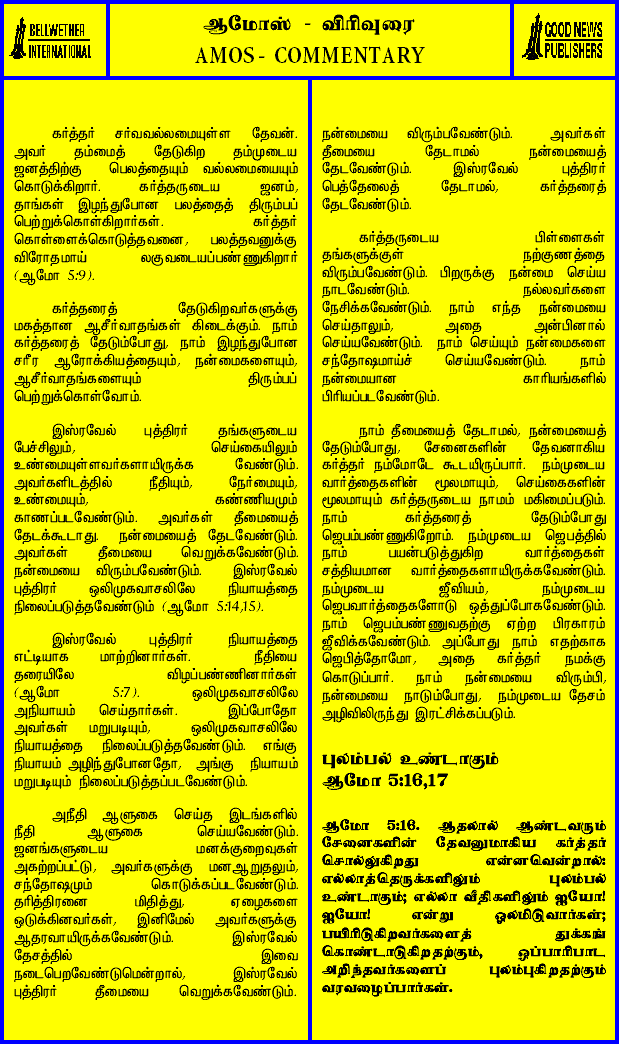 BELLWETHER
INTERNATIONAL
ஆமோஸ் - விரிவுரை
AMOS - COMMENTARY
GOOD NEWS
PUBLISHERS
கர்த்தர் சர்வவல்லமையுள்ள தேவன்.
அவர் தம்மைத் தேடுகிற தம்முடைய
ஜனத்திற்கு பெலத்தையும் வல்லமையையும்
கொடுக்கிறார். கர்த்தருடைய ஜனம்,
தாங்கள் இழந்துபோன பலத்தைத் திரும்பப்
பெற்றுக்கொள்கிறார்கள். கர்த்தர்
கொள்ளைக்கொடுத்தவனை, பலத்தவனுக்கு
விரோதமாய் லகுவடையப்பண்ணுகிறார்
(ஆமோ 5:9).
கர்த்தரைத் தேடுகிறவர்களுக்கு
மகத்தான ஆசீர்வாதங்கள் கிடைக்கும். நாம்
கர்த்தரைத் தேடும்போது, நாம் இழந்துபோன
சரீர ஆரோக்கியத்தையும், நன்மைகளையும்,
ஆசீர்வாதங்களையும் திரும்பப்
பெற்றுக்கொள்வோம்.
இஸ்ரவேல் புத்திரர் தங்களுடைய
பேச்சிலும், செய்கையிலும்
உண்மையுள்ளவர்களாயிருக்க வேண்டும்.
அவர்களிடத்தில் நீதியும், நேர்மையும்,
உண்மையும், கண்ணியமும்
காணப்படவேண்டும். அவர்கள் தீமையைத்
தேடக்கூடாது. நன்மையைத் தேடவேண்டும்.
அவர்கள் தீமையை வெறுக்கவேண்டும்.
நன்மையை விரும்பவேண்டும். இஸ்ரவேல்
புத்திரர் ஒலிமுகவாசலிலே நியாயத்தை
நிலைப்படுத்தவேண்டும் (ஆமோ 5:14,15).
இஸ்ரவேல் புத்திரர் நியாயத்தை
எட்டியாக மாற்றினார்கள். நீதியை
தரையிலே விழப்பண்ணினார்கள்
(ஆமோ 5:7). ஒலிமுகவாசலிலே
அநியாயம் செய்தார்கள். இப்போதோ
அவர்கள் மறுபடியும், ஒலிமுகவாசலிலே
நியாயத்தை நிலைப்படுத்தவேண்டும். எங்கு
நியாயம் அழிந்துபோனதோ, அங்கு நியாயம்
மறுபடியும் நிலைப்படுத்தப்படவேண்டும்.
அநீதி ஆளுகை செய்த இடங்களில்
நீதி ஆளுகை செய்யவேண்டும்.
ஜனங்களுடைய மனக்குறைவுகள்
அகற்றப்பட்டு, அவர்களுக்கு மனஆறுதலும்,
சந்தோஷமும் கொடுக்கப்படவேண்டும்.
தரித்திரனை மிதித்து, ஏழைகளை
ஒடுக்கினவர்கள், இனிமேல் அவர்களுக்கு
ஆதரவாயிருக்கவேண்டும். இஸ்ரவேல்
தேசத்தில் இவை
நடைபெறவேண்டுமென்றால், இஸ்ரவேல்
புத்திரர் தீமையை வெறுக்கவேண்டும்.
நன்மையை விரும்பவேண்டும். அவர்கள்
தீமையை தேடாமல் நன்மையைத்
தேடவேண்டும். இஸ்ரவேல் புத்திரர்
பெத்தேலைத் தேடாமல், கர்த்தரைத்
தேடவேண்டும்.
கர்த்தருடைய பிள்ளைகள்
தங்களுக்குள் நற்குணத்தை
விரும்பவேண்டும். பிறருக்கு நன்மை செய்ய
நாடவேண்டும். நல்லவர்களை
நேசிக்கவேண்டும். நாம் எந்த நன்மையை
செய்தாலும், அதை அன்பினால்
செய்யவேண்டும். நாம் செய்யும் நன்மைகளை
சந்தோஷமாய்ச் செய்யவேண்டும். நாம்
நன்மையான காரியங்களில்
பிரியப்படவேண்டும்.
நாம் தீமையைத் தேடாமல், நன்மையைத்
தேடும்போது, சேனைகளின் தேவனாகிய
கர்த்தர் நம்மோடே கூடயிருப்பார். நம்முடைய
வார்த்தைகளின் மூலமாயும், செய்கைகளின்
மூலமாயும் கர்த்தருடைய நாமம் மகிமைப்படும்.
நாம் கர்த்தரைத் தேடும்போது
ஜெபம்பண்ணுகிறோம். நம்முடைய ஜெபத்தில்
நாம் பயன்படுத்துகிற வார்த்தைகள்
சத்தியமான வார்த்தைகளாயிருக்கவேண்டும்.
நம்முடைய ஜீவியம், நம்முடைய
ஜெபவார்த்தைகளோடு ஒத்துப்போகவேண்டும்.
நாம் ஜெபம்பண்ணுவதற்கு ஏற்ற பிரகாரம்
ஜீவிக்கவேண்டும். அப்போது நாம் எதற்காக
ஜெபித்தோமோ, அதை கர்த்தர் நமக்கு
கொடுப்பார். நாம் நன்மையை விரும்பி,
நன்மையை நாடும்போது, நம்முடைய தேசம்
அழிவிலிருந்து இரட்சிக்கப்படும்.
புலம்பல் உண்டாகும்
ஆமோ 5:16,17
ஆமோ 5:16. ஆதலால் ஆண்டவரும்
சேனைகளின் தேவனுமாகிய கர்த்தர்
சொல்லுகிறது என்னவென்றால்:
எல்லாத்தெருக்களிலும் புலம்பல்
உண்டாகும்; எல்லா வீதிகளிலும் ஐயோ!
ஐயோ! என்று ஓலமிடுவார்கள்;
பயிரிடுகிறவர்களைத் துக்கங்
கொண்டாடுகிறதற்கும், ஒப்பாரிபாட
அறிந்தவர்களைப் புலம்புகிறதற்கும்
வரவழைப்பார்கள்.